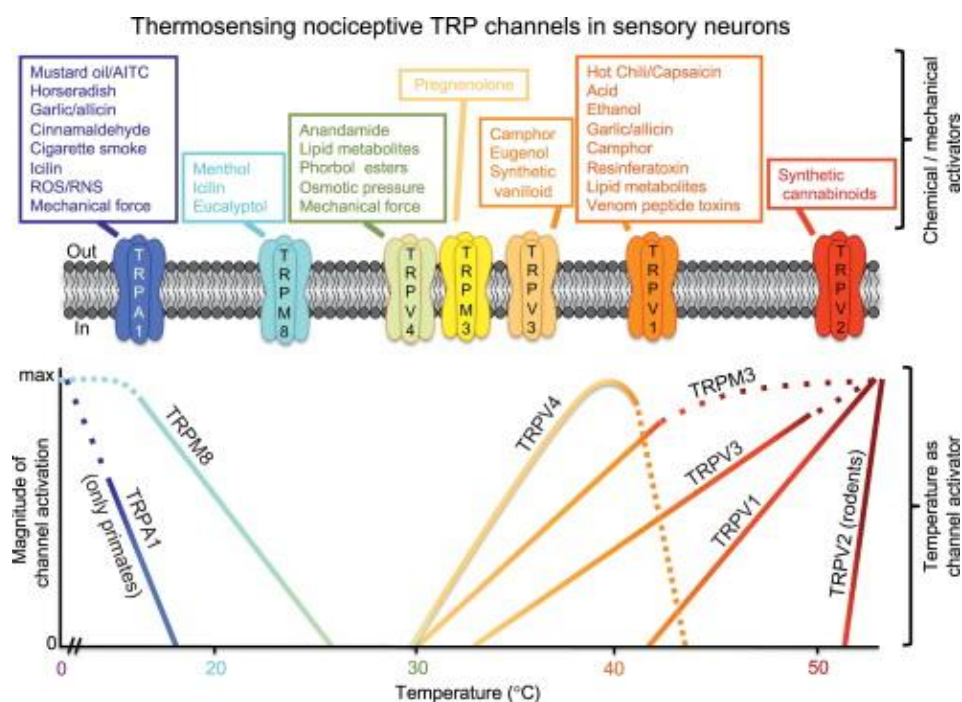 Thermosensing nociceptive TRP channels in sensory neurons
Mustard oil/AITC
Horseradish
Garlic/allicin
Cinnamaldehyde
Cigarette smoke
Icilin
ROS/RNS
Mechanical force
Menthol
Icilin
Eucalyptol
Anandamide
Lipid metabolites
Phorbol esters
Osmotic pressure
Mechanical force
Pregnenolone
Camphor
Eugenol
Synthetic
vanilloid
Hot Chili/Capsaicin
Acid
Ethanol
Garlic/allicin
Camphor
Resinferatoxin
Lipid metabolites
Venom peptide toxins
Synthetic
cannabinoids
Chemical / mechanical
activators
Out
In
TRPA1
TRPM8
TRPV4
TRPM3
TRPV3
TRPV1
TRPV2
max
0
Magnitude of
channel activation
TRPA1
(only primates)
TRPM8
TRPV4
TRPM3
TRPV3
TRPV1
TRPV2 (rodents)
Temperature as
channel activator
0 20 30 40 50
Temperature (°C)